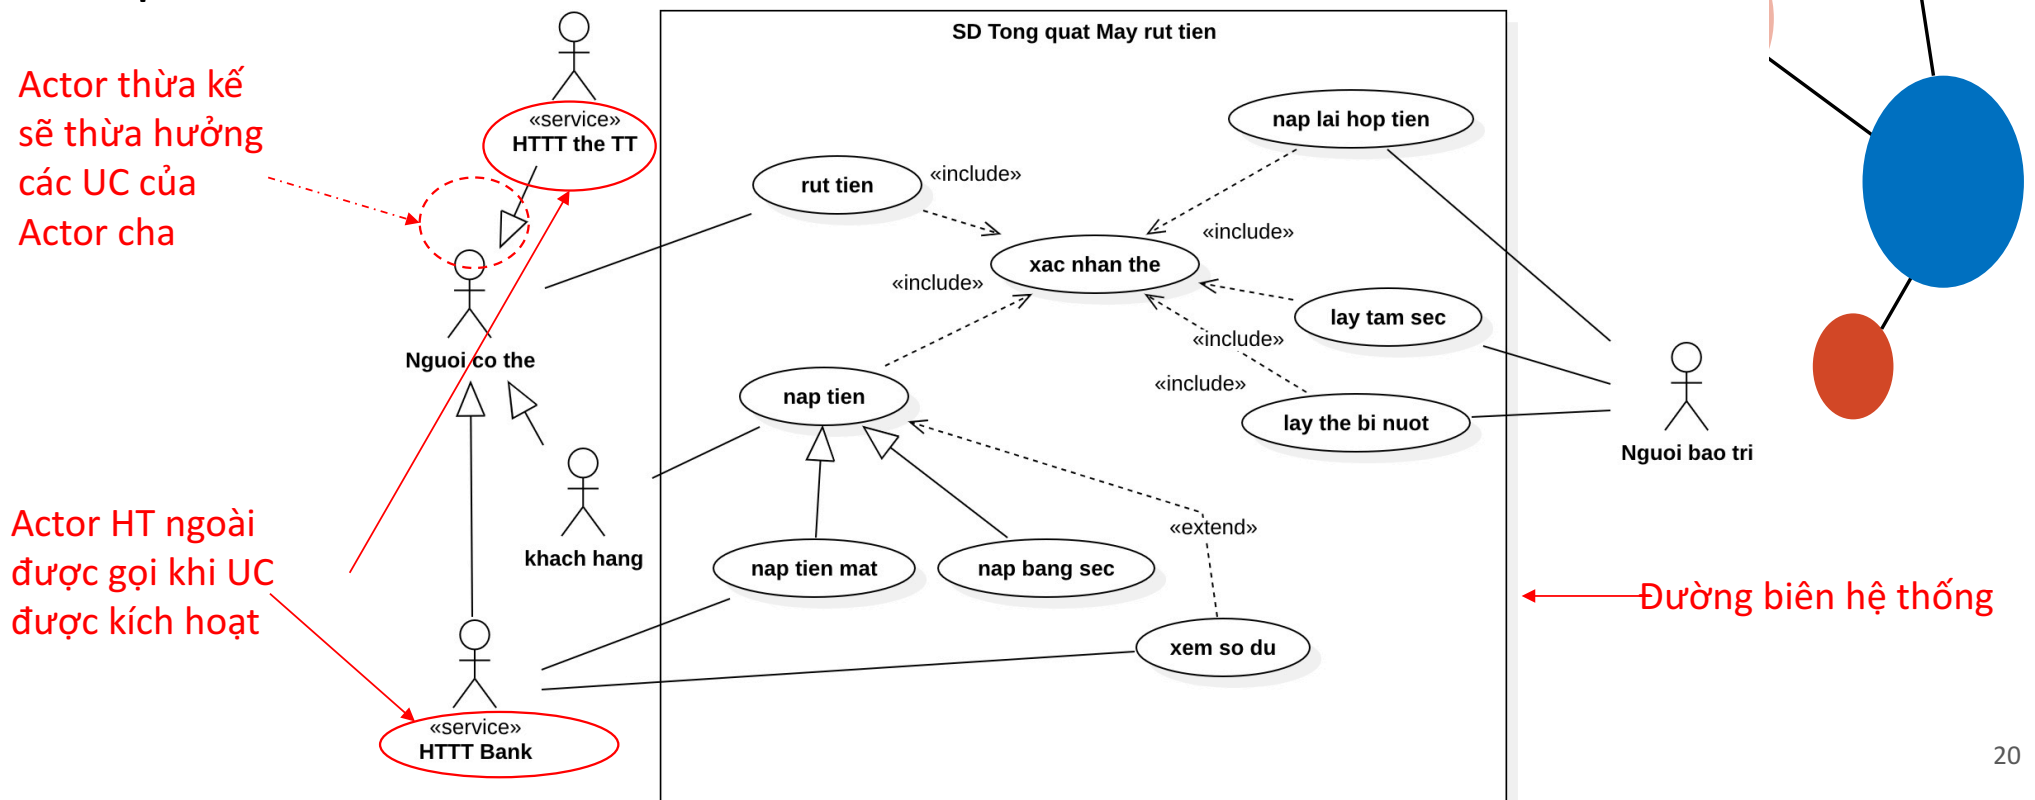 SD Tong quat May rut tien
Actor thừa kế
sẽ thừa hưởng
các UC của
Actor cha
«service»
HTTT the TT
nap lai hop tien
rut tien
«include»
«include»
xac nhan the
«include»
lay tam sec
«include»
Nguoi co the
nap tien
«include»
lay the bi nuot
Nguoi bao tri
khach hang
Actor HT ngoài
được gọi khi UC
được kích hoạt
«extend»
nap tien mat
nap bang sec
Đường biên hệ thống
xem so du
«service»
HTTT Bank
20